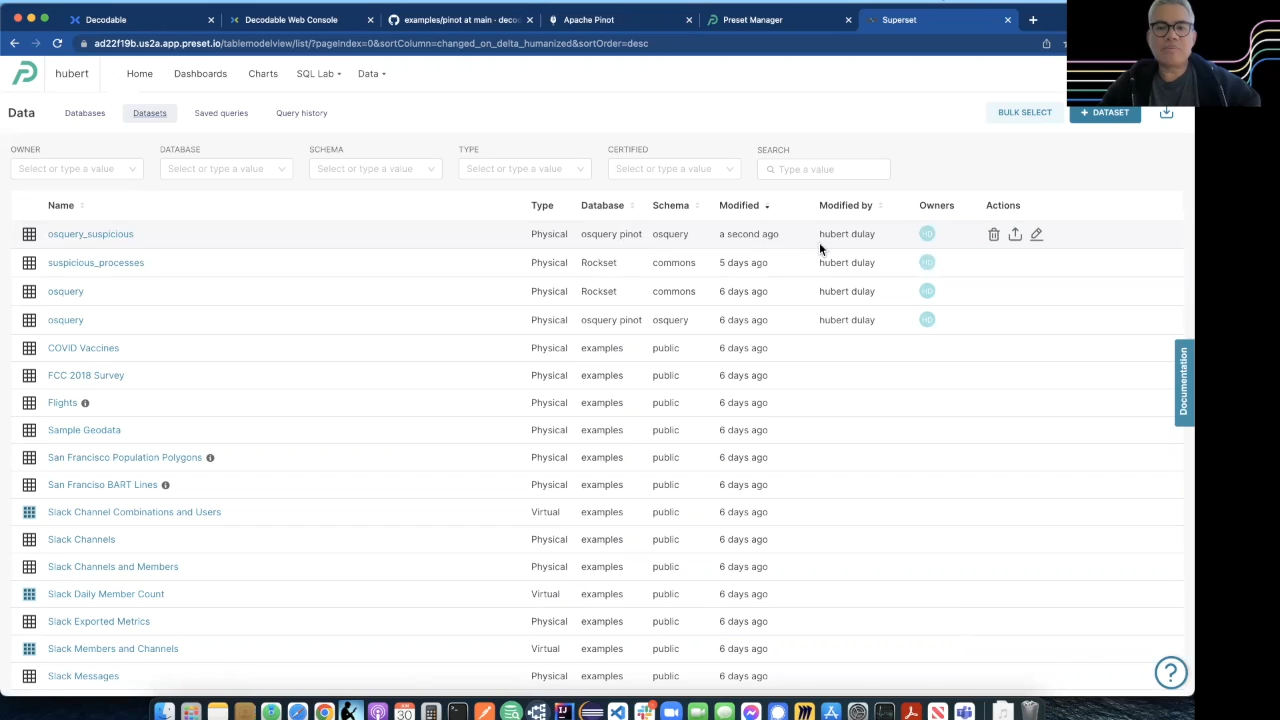 Decodable
Decodable Web Console
examples/pinot at main · decod
Apache Pinot
Preset Manager
Superset
ad22f19b.us2a.app.preset.io/tablemodelview/list/?pageIndex=0&sortColumn=changed_on_delta_humanized&sortOrder=desc
hubert Home Dashboards Charts SQL Lab Data
Data Databases Datasets Saved queries Query history BULK SELECT + DATASET
OWNER DATABASE SCHEMA TYPE CERTIFIED SEARCH
Select or type a value Select or type a value Select or type a value Select or type a value Select or type a value Type a value
Name Type Database Schema Modified Modified by Owners Actions
osquery_suspicious Physical osquery pinot osquery a second ago hubert dulay HD
suspicious_processes Physical Rockset commons 5 days ago hubert dulay HD
osquery Physical Rockset commons 6 days ago hubert dulay HD
osquery Physical osquery pinot osquery 6 days ago hubert dulay HD
COVID Vaccines Physical examples public 6 days ago
FCC 2018 Survey Physical examples public 6 days ago
Flights Physical examples public 6 days ago
Sample Geodata Physical examples public 6 days ago
San Francisco Population Polygons Physical examples public 6 days ago
San Franciso BART Lines Physical examples public 6 days ago
Slack Channel Combinations and Users Virtual examples public 6 days ago
Slack Channels Physical examples public 6 days ago
Slack Channels and Members Physical examples public 6 days ago
Slack Daily Member Count Virtual examples public 6 days ago
Slack Exported Metrics Physical examples public 6 days ago
Slack Members and Channels Virtual examples public 6 days ago
Slack Messages Physical examples public 6 days ago
Documentation
?
30